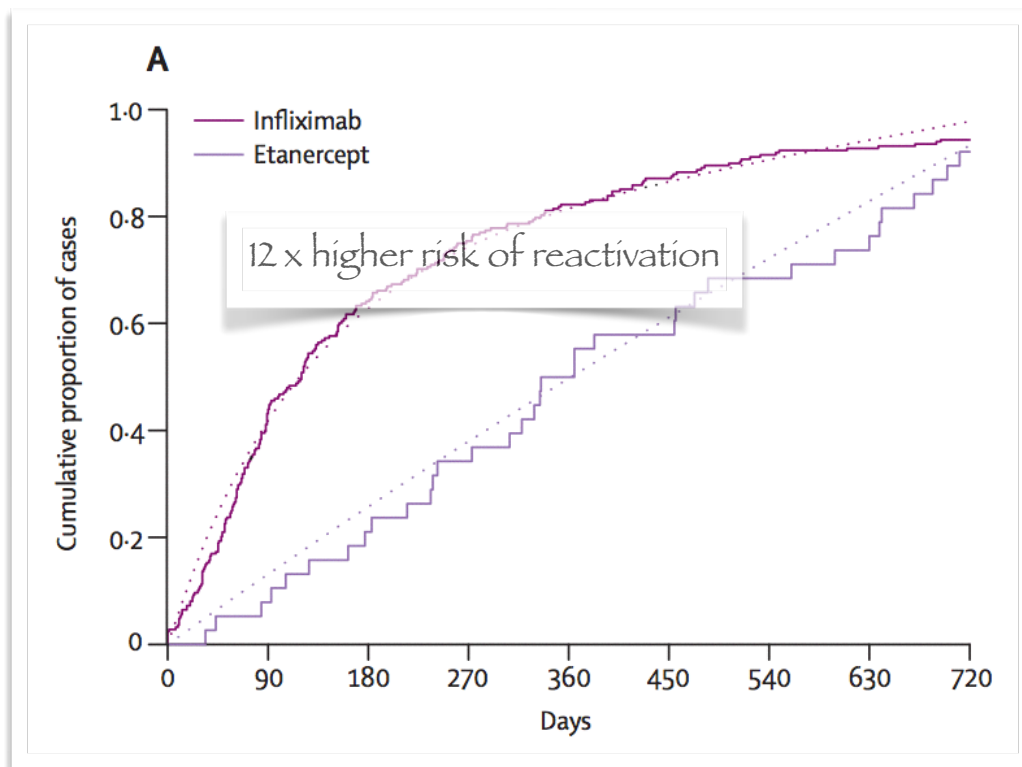 A
1·0
Infliximab
Etanercept
0·8
12 x higher risk of reactivation
0·6
0·4
0·2
0
Cumulative proportion of cases
0 90 180 270 360 450 540 630 720
Days